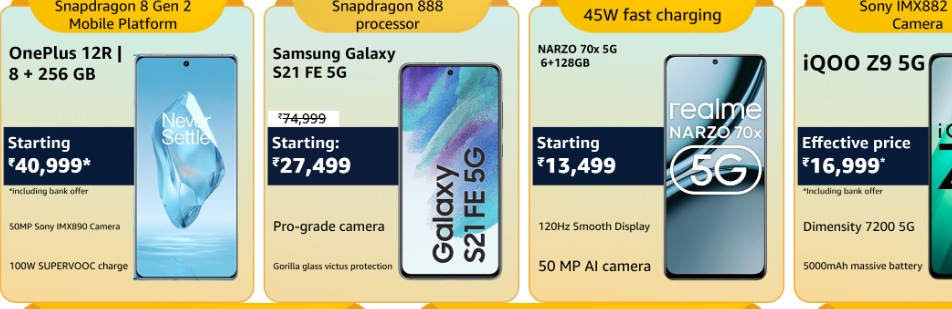 Snapdragon 8 Gen 2
Mobile Platform
OnePlus 12R |
8 + 256 GB
Never
Settle
Starting
₹40,999*
*including bank offer
50MP Sony IMX890 Camera
100W SUPERVOOC charge
Snapdragon 888
processor
Samsung Galaxy
S21 FE 5G
₹74,999
Starting:
₹27,499
Pro-grade camera
Gorilla glass victus protection
Galaxy
S21 FE 5G
45W fast charging
NARZO 70x 5G
6+128GB
Starting
₹13,499
120Hz Smooth Display
50 MP AI camera
realme
NARZO 70x
5G
Sony IMX882
Camera
iQOO Z9 5G
Effective price
₹16,999*
*Including bank offer
Dimensity 7200 5G
5000mAh massive battery